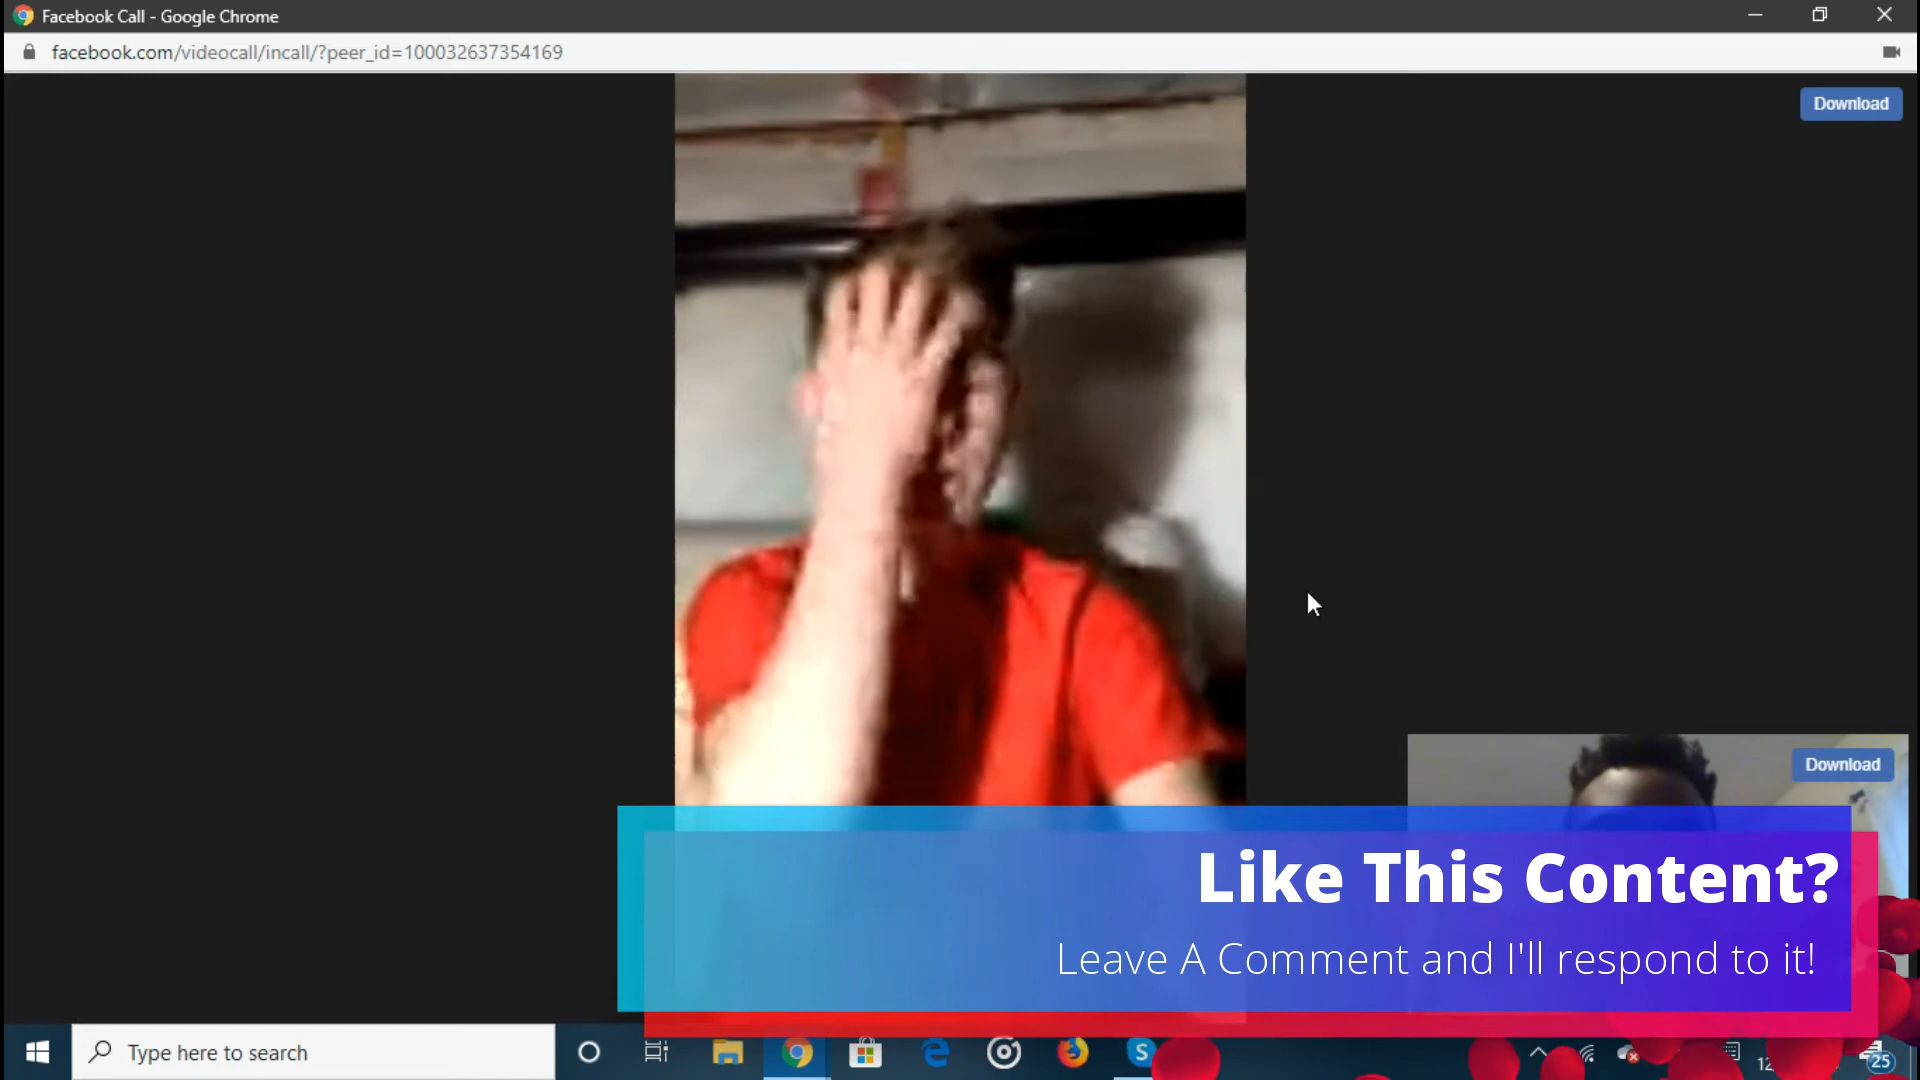 Facebook Call - Google Chrome
facebook.com/videocall/incall/?peer_id=100032637354169
Download
Download
Like This Content?
Leave A Comment and I'll respond to it!
Type here to search
S
25